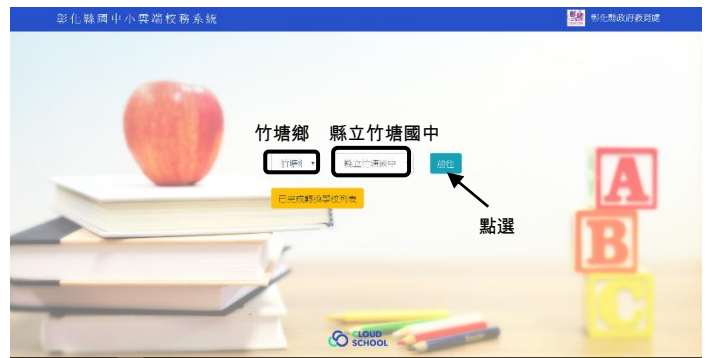 彰化縣國中小雲端校務系統
彰化縣政府教育處
竹塘鄉 縣立竹塘國中
竹塘鄉 縣立竹塘國中 前往
已完成轉換學校列表
點選
A
B
C
CLOUD
SCHOOL